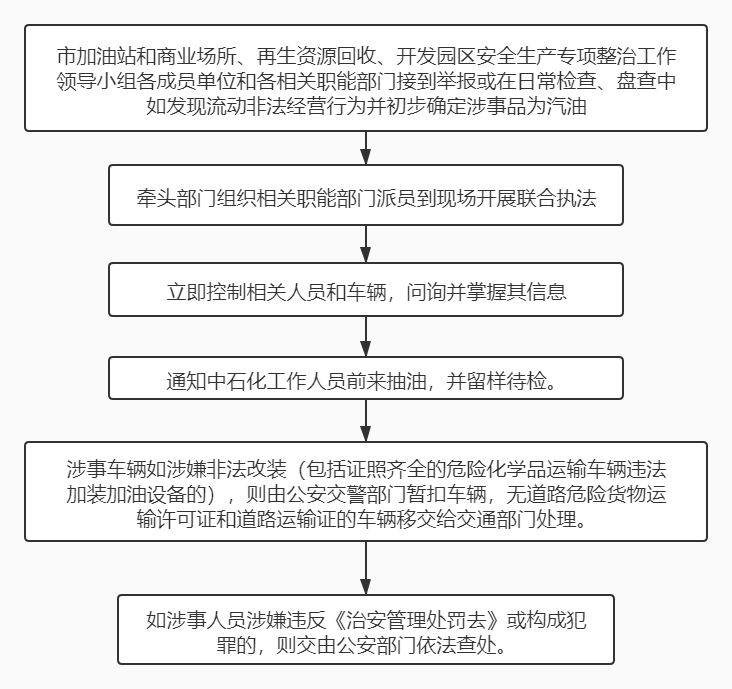 市加油站和商业场所、再生资源回收、开发园区安全生产专项整治工作
领导小组各成员单位和各相关职能部门接到举报或在日常检查、盘查中
如发现流动非法经营行为并初步确定涉事品为汽油
牵头部门组织相关职能部门派员到现场开展联合执法
立即控制相关人员和车辆，问询并掌握其信息
通知中石化工作人员前来抽油，并留样待检。
涉事车辆如涉嫌非法改装（包括证照齐全的危险化学品运输车辆违法
加装加油设备的），则由公安交警部门暂扣车辆，无道路危险货物运
输许可证和道路运输证的车辆移交给交通部门处理。
如涉事人员涉嫌违反《治安管理处罚去》或构成犯
罪的，则交由公安部门依法查处。